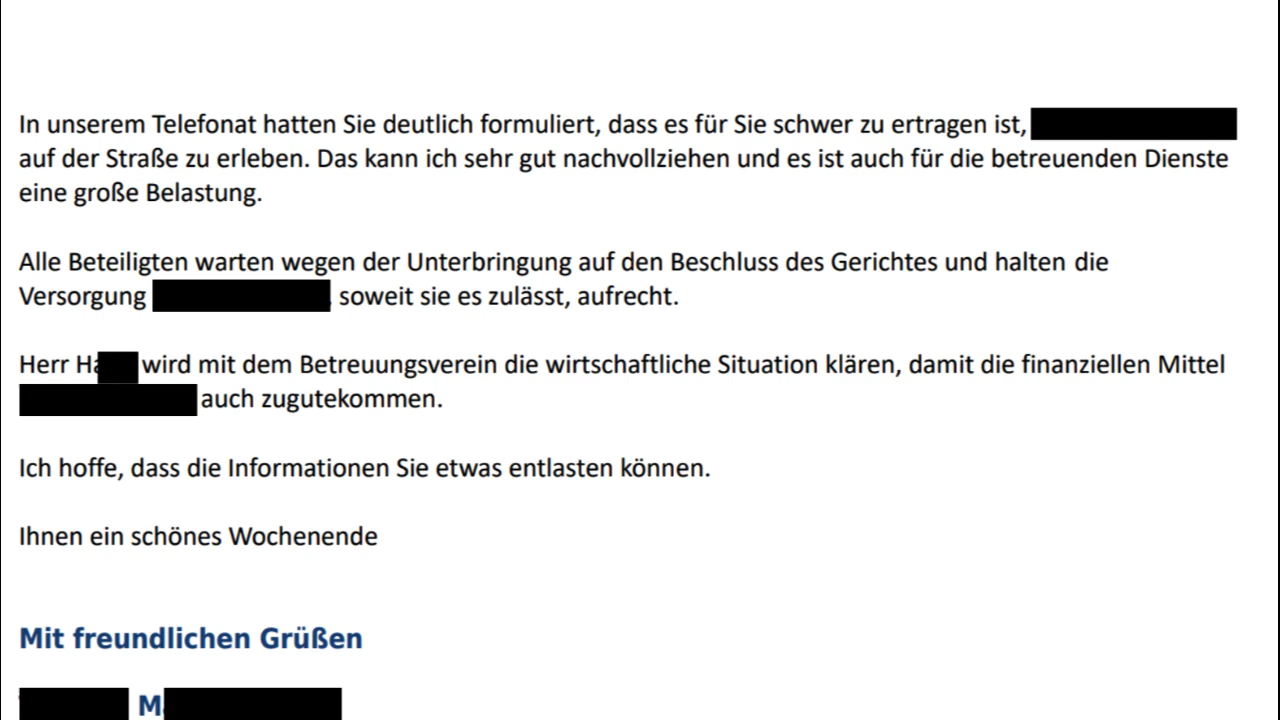 In unserem Telefonat hatten Sie deutlich formuliert, dass es für Sie schwer zu ertragen ist,
auf der Straße zu erleben. Das kann ich sehr gut nachvollziehen und es ist auch für die betreuenden Dienste
eine große Belastung.
Alle Beteiligten warten wegen der Unterbringung auf den Beschluss des Gerichtes und halten die
Versorgung soweit sie es zulässt, aufrecht.
Herr Ha wird mit dem Betreuungsverein die wirtschaftliche Situation klären, damit die finanziellen Mittel
auch zugutekommen.
Ich hoffe, dass die Informationen Sie etwas entlasten können.
Ihnen ein schönes Wochenende
Mit freundlichen Grüßen
M